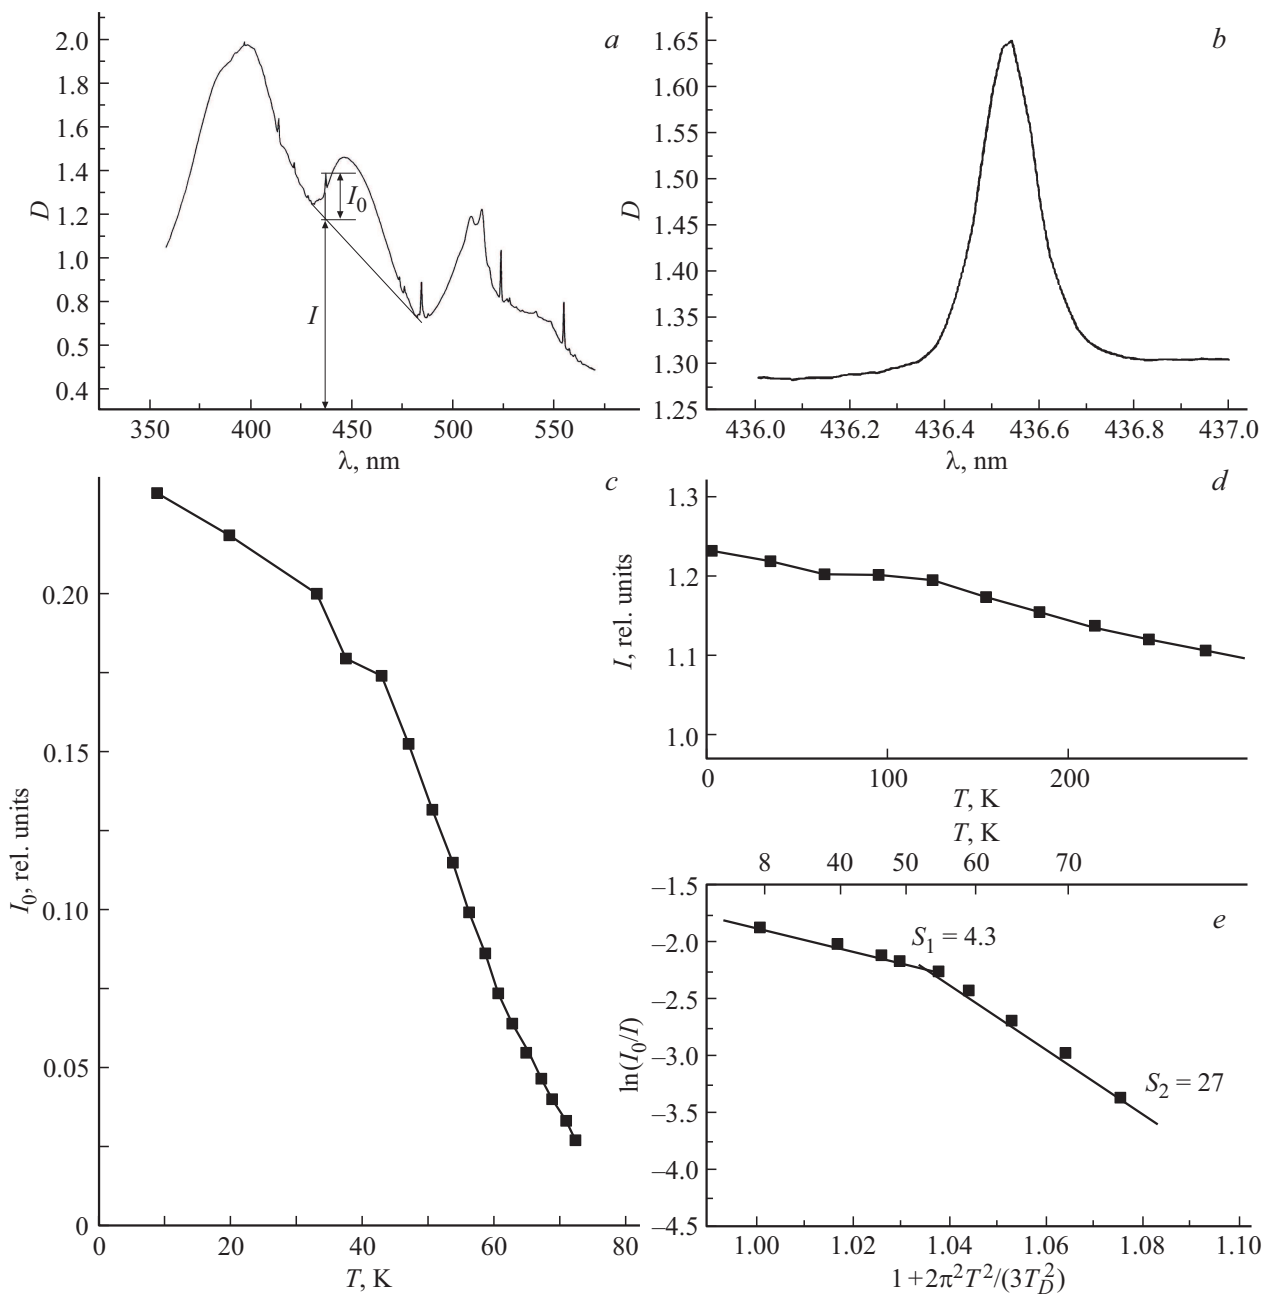 a
2.0
1.8
1.6
1.4
1.2
1.0
0.8
0.5
0.4
D
I₀
I
350 400 450 500 550
λ, nm
b
1.65
1.60
1.55
1.50
1.45
1.40
1.35
1.30
1.25
D
436.0 436.2 436.4 436.6 436.8 437.0
λ, nm
c
0.20
0.15
0.10
0.05
0
I₀, rel. units
0 20 40 60 80
T, K
d
1.3
1.2
1.1
1.0
I, rel. units
0 100 200
T, K
T, K
8 40 50 60 70
e
–1.5
–2.0
–2.5
–3.0
–3.5
–4.0
–4.5
ln(I₀/I)
S₁ = 4.3
S₂ = 27
1.00 1.02 1.04 1.06 1.08 1.10
1+2π²T²/(3T_D²)